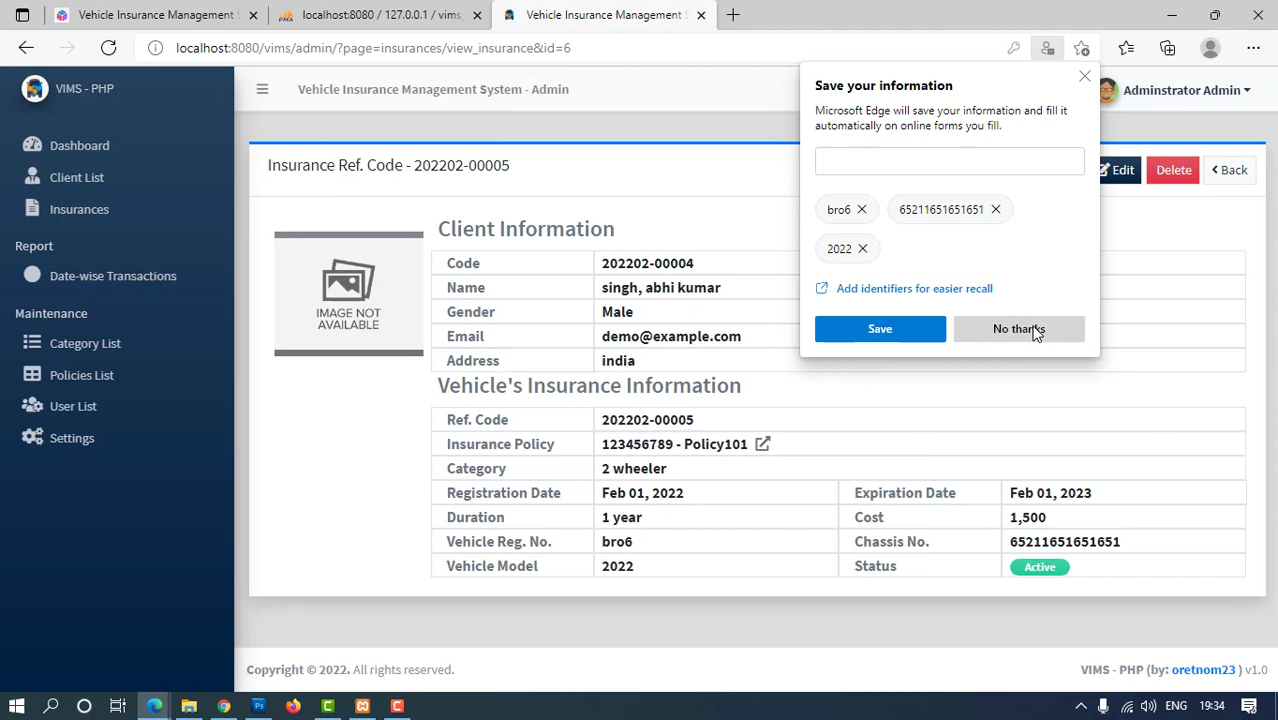 Vehicle Insurance Management S
localhost:8080 / 127.0.0.1 / vims_
Vehicle Insurance Management S
localhost:8080/vims/admin/?page=insurances/view_insurance&id=6
VIMS - PHP
Vehicle Insurance Management System - Admin
Adminstrator Admin
Dashboard
Client List
Insurances
Report
Date-wise Transactions
Maintenance
Category List
Policies List
User List
Settings
Insurance Ref. Code - 202202-00005
Edit
Delete
Back
Save your information
Microsoft Edge will save your information and fill it
automatically on online forms you fill.
bro6
65211651651651
2022
Add identifiers for easier recall
Save
No thanks
IMAGE NOT
AVAILABLE
Client Information
Code 202202-00004
Name singh, abhi kumar
Gender Male
Email demo@example.com
Address india
Vehicle's Insurance Information
Ref. Code 202202-00005
Insurance Policy 123456789 - Policy101
Category 2 wheeler
Registration Date Feb 01, 2022 Expiration Date Feb 01, 2023
Duration 1 year Cost 1,500
Vehicle Reg. No. bro6 Chassis No. 65211651651651
Vehicle Model 2022 Status Active
Copyright © 2022. All rights reserved.
VIMS - PHP (by: oretnom23 ) v1.0
ENG 19:34